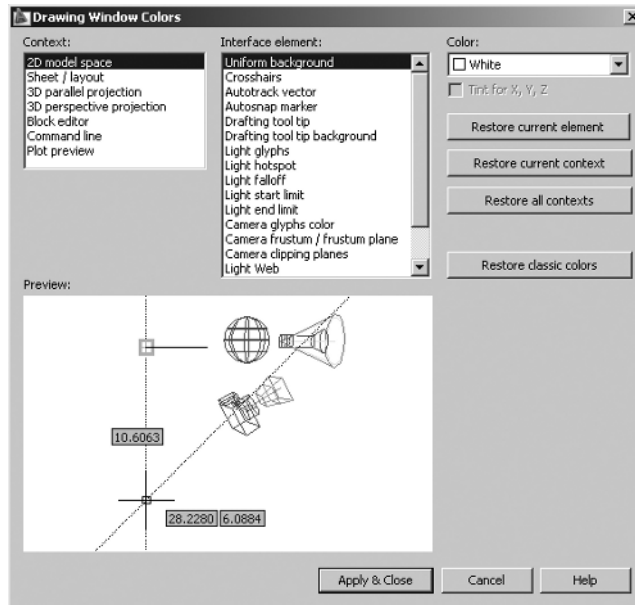 Drawing Window Colors
Context:
2D model space
Sheet / layout
3D parallel projection
3D perspective projection
Block editor
Command line
Plot preview
Interface element:
Uniform background
Crosshairs
Autotrack vector
Autosnap marker
Drafting tool tip
Drafting tool tip background
Light glyphs
Light hotspot
Light falloff
Light start limit
Light end limit
Camera glyphs color
Camera frustum / frustum plane
Camera clipping planes
Light Web
Color:
White
Tint for X, Y, Z
Restore current element
Restore current context
Restore all contexts
Restore classic colors
Preview:
10.6063
28.2280 6.0884
Apply & Close Cancel Help